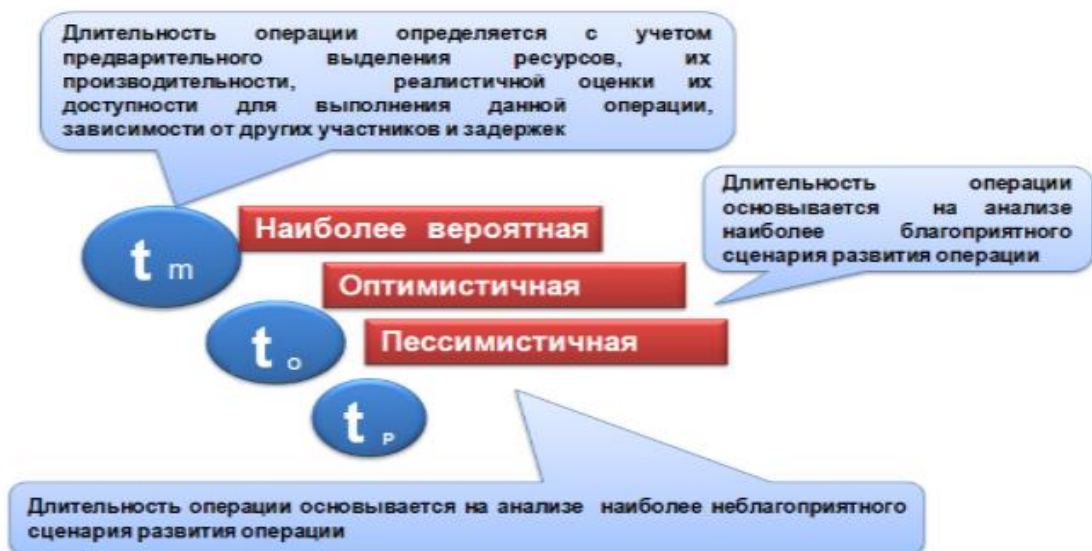 Длительность операции определяется с учетом
предварительного выделения ресурсов, их
производительности, реалистичной оценки их
доступности для выполнения данной операции,
зависимости от других участников и задержек
Длительность операции
основывается на анализе
наиболее благоприятного
сценария развития операции
t m
Наиболее вероятная
Оптимистичная
t o
Пессимистичная
t P
Длительность операции основывается на анализе наиболее неблагоприятного
сценария развития операции